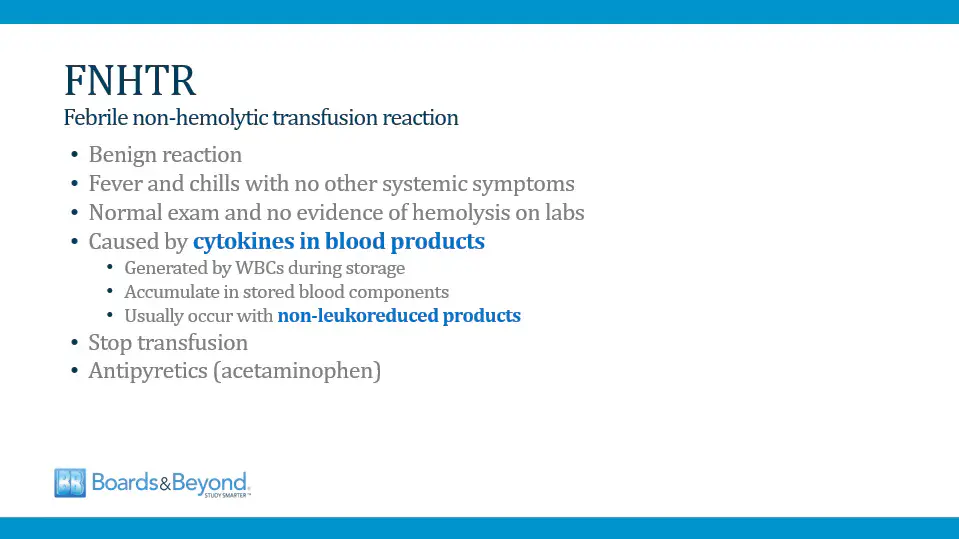 FNHTR
Febrile non-hemolytic transfusion reaction
• Benign reaction
• Fever and chills with no other systemic symptoms
• Normal exam and no evidence of hemolysis on labs
• Caused by cytokines in blood products
• Generated by WBCs during storage
• Accumulate in stored blood components
• Usually occur with non-leukoreduced products
• Stop transfusion
• Antipyretics (acetaminophen)
BB Boards&Beyond.
STUDY SMARTER™